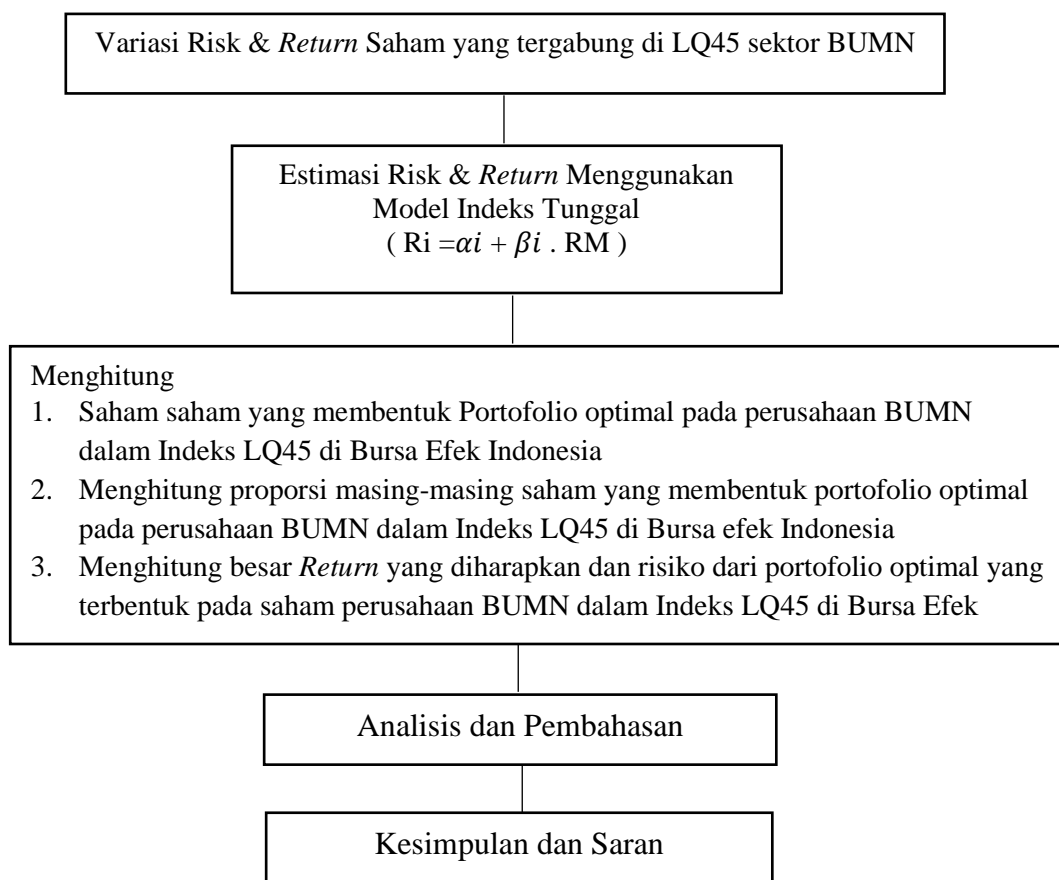 Variasi Risk & Return Saham yang tergabung di LQ45 sektor BUMN
Estimasi Risk & Return Menggunakan
Model Indeks Tunggal
( Ri =𝛼𝑖 + 𝛽𝑖 . RM )
Menghitung
1. Saham saham yang membentuk Portofolio optimal pada perusahaan BUMN
dalam Indeks LQ45 di Bursa Efek Indonesia
2. Menghitung proporsi masing-masing saham yang membentuk portofolio optimal
pada perusahaan BUMN dalam Indeks LQ45 di Bursa efek Indonesia
3. Menghitung besar Return yang diharapkan dan risiko dari portofolio optimal yang
terbentuk pada saham perusahaan BUMN dalam Indeks LQ45 di Bursa Efek
Analisis dan Pembahasan
Kesimpulan dan Saran